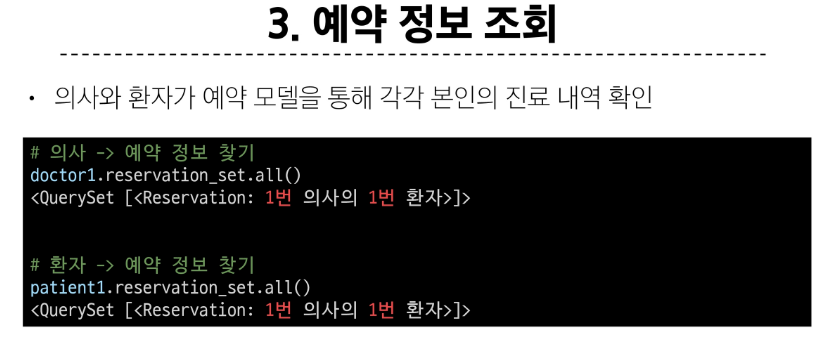 3. 예약 정보 조회
• 의사와 환자가 예약 모델을 통해 각각 본인의 진료 내역 확인
# 의사 -> 예약 정보 찾기
doctor1.reservation_set.all()
<QuerySet [<Reservation: 1번 의사의 1번 환자>]>
# 환자 -> 예약 정보 찾기
patient1.reservation_set.all()
<QuerySet [<Reservation: 1번 의사의 1번 환자>]>